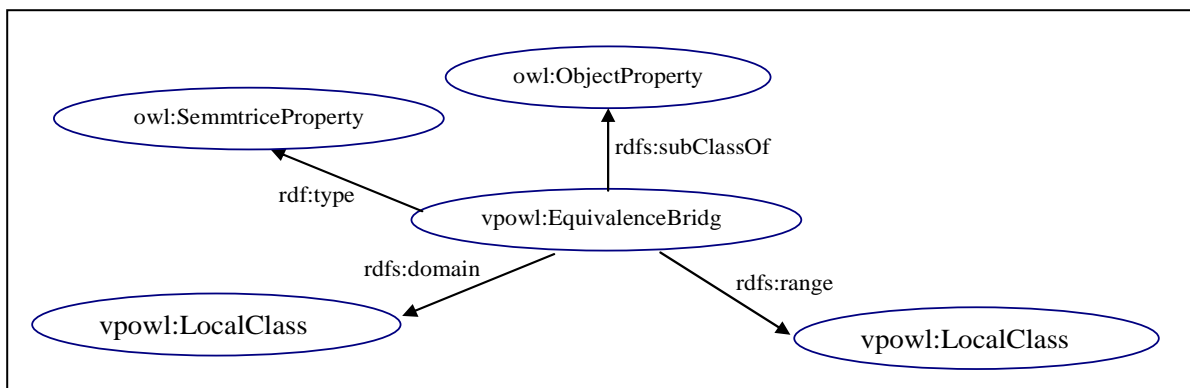 owl:ObjectProperty
owl:SemmtriceProperty
rdfs:subClassOf
rdf:type
vpowl:EquivalenceBridg
rdfs:domain
rdfs:range
vpowl:LocalClass
vpowl:LocalClass